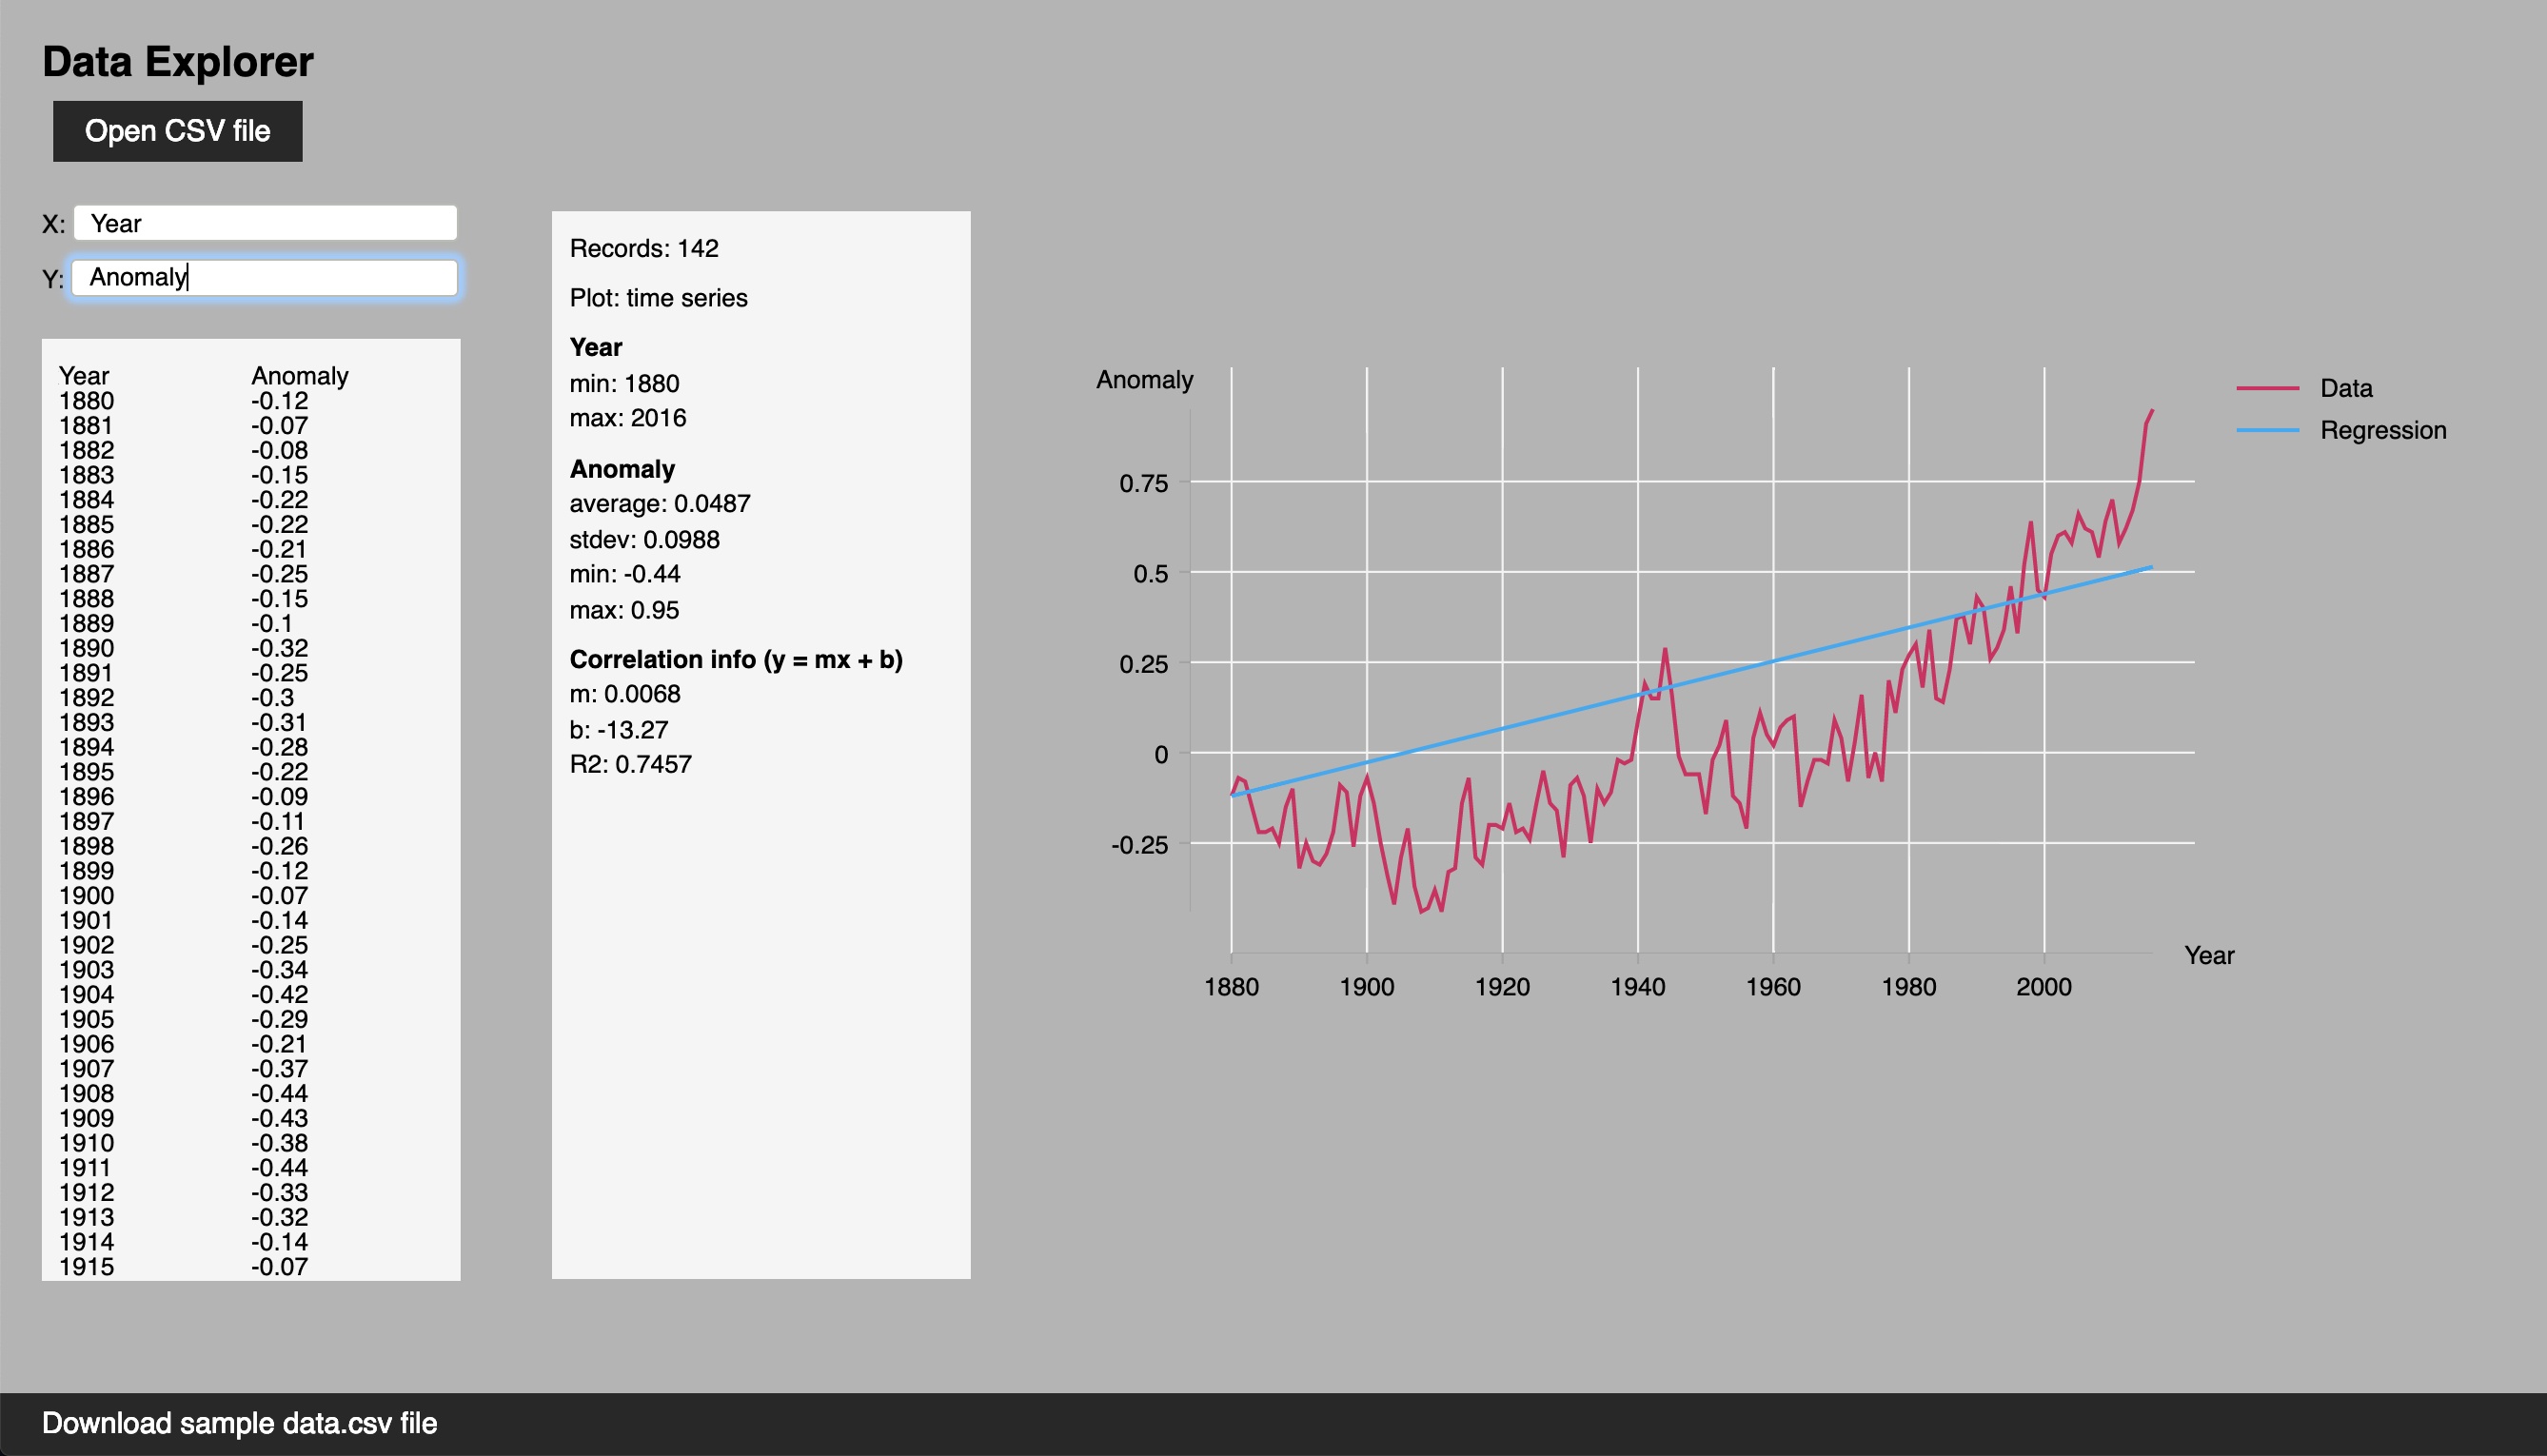 Data Explorer
Open CSV file
X: Year
Y: Anomaly
Year Anomaly
1880 -0.12
1881 -0.07
1882 -0.08
1883 -0.15
1884 -0.22
1885 -0.22
1886 -0.21
1887 -0.25
1888 -0.15
1889 -0.1
1890 -0.32
1891 -0.25
1892 -0.3
1893 -0.31
1894 -0.28
1895 -0.22
1896 -0.09
1897 -0.11
1898 -0.26
1899 -0.12
1900 -0.07
1901 -0.14
1902 -0.25
1903 -0.34
1904 -0.42
1905 -0.29
1906 -0.21
1907 -0.37
1908 -0.44
1909 -0.43
1910 -0.38
1911 -0.44
1912 -0.33
1913 -0.32
1914 -0.14
1915 -0.07
Records: 142
Plot: time series
Year
min: 1880
max: 2016
Anomaly
average: 0.0487
stdev: 0.0988
min: -0.44
max: 0.95
Correlation info (y = mx + b)
m: 0.0068
b: -13.27
R2: 0.7457
Anomaly
0.75
0.5
0.25
0
-0.25
1880 1900 1920 1940 1960 1980 2000
Year
Data
Regression
Download sample data.csv file